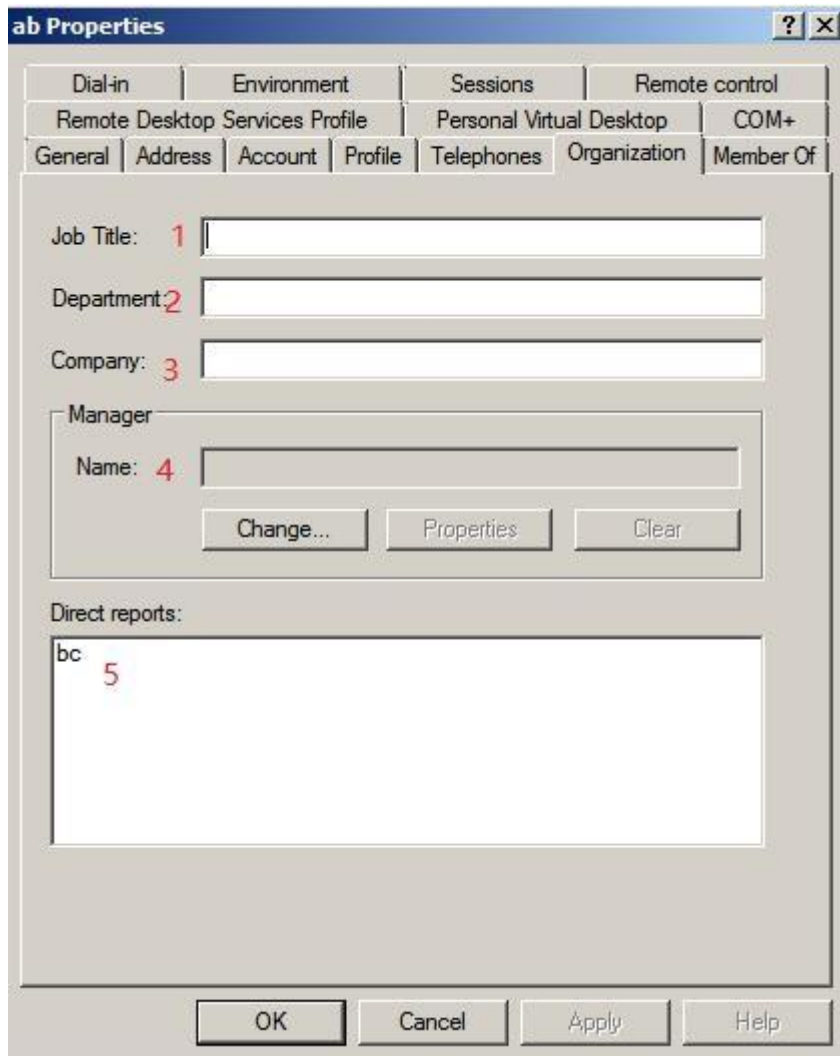 ab Properties ? X
Dial-in Environment Sessions Remote control
Remote Desktop Services Profile Personal Virtual Desktop COM+
General Address Account Profile Telephones Organization Member Of
Job Title: 1
Department: 2
Company: 3
Manager
Name: 4
Change... Properties Clear
Direct reports:
bc
5
OK Cancel Apply Help